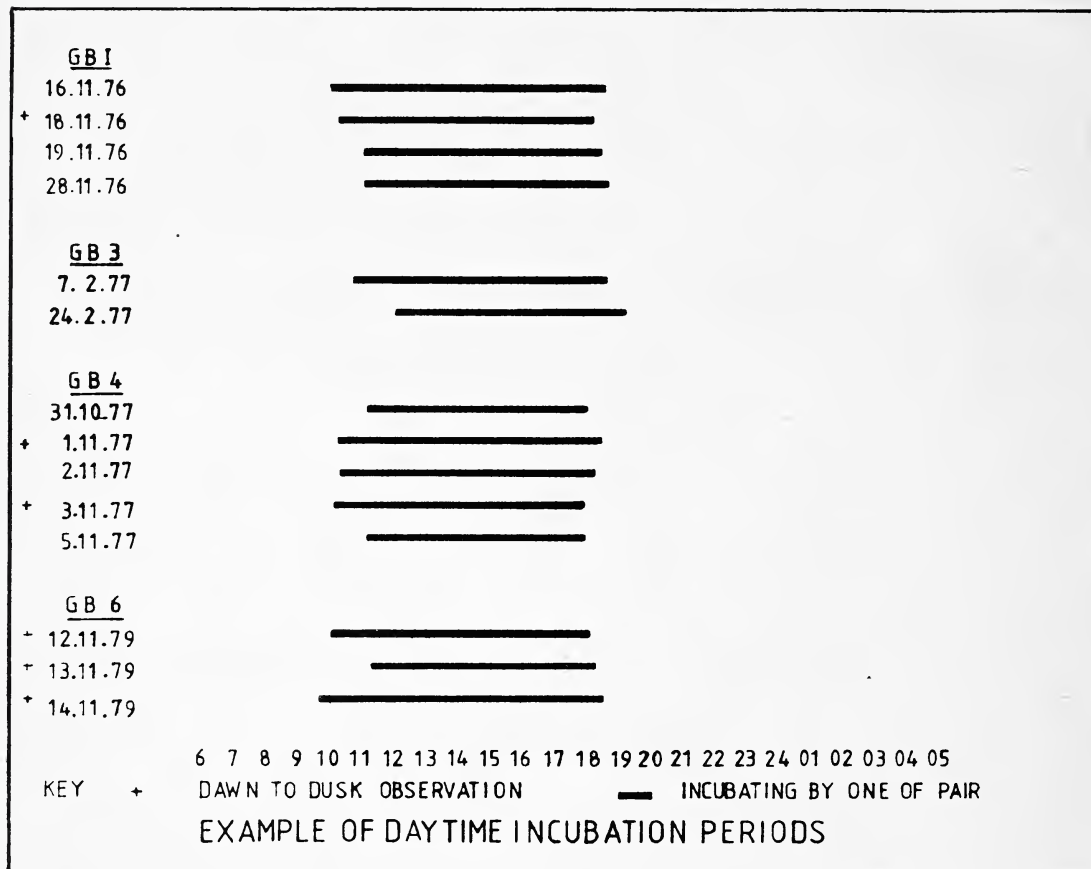 GB1
16.11.76
+ 18.11.76
19.11.76
28.11.76
GB 3
7. 2.77
24. 2.77
GB 4
31.10.77
+ 1.11.77
2.11.77
+ 3.11.77
5.11.77
GB 6
+ 12.11.79
+ 13.11.79
+ 14.11.79
6 7 8 9 10 11 12 13 14 15 16 17 18 19 20 21 22 23 24 01 02 03 04 05
KEY + DAWN TO DUSK OBSERVATION INCUBATING BY ONE OF PAIR
EXAMPLE OF DAYTIME INCUBATION PERIODS